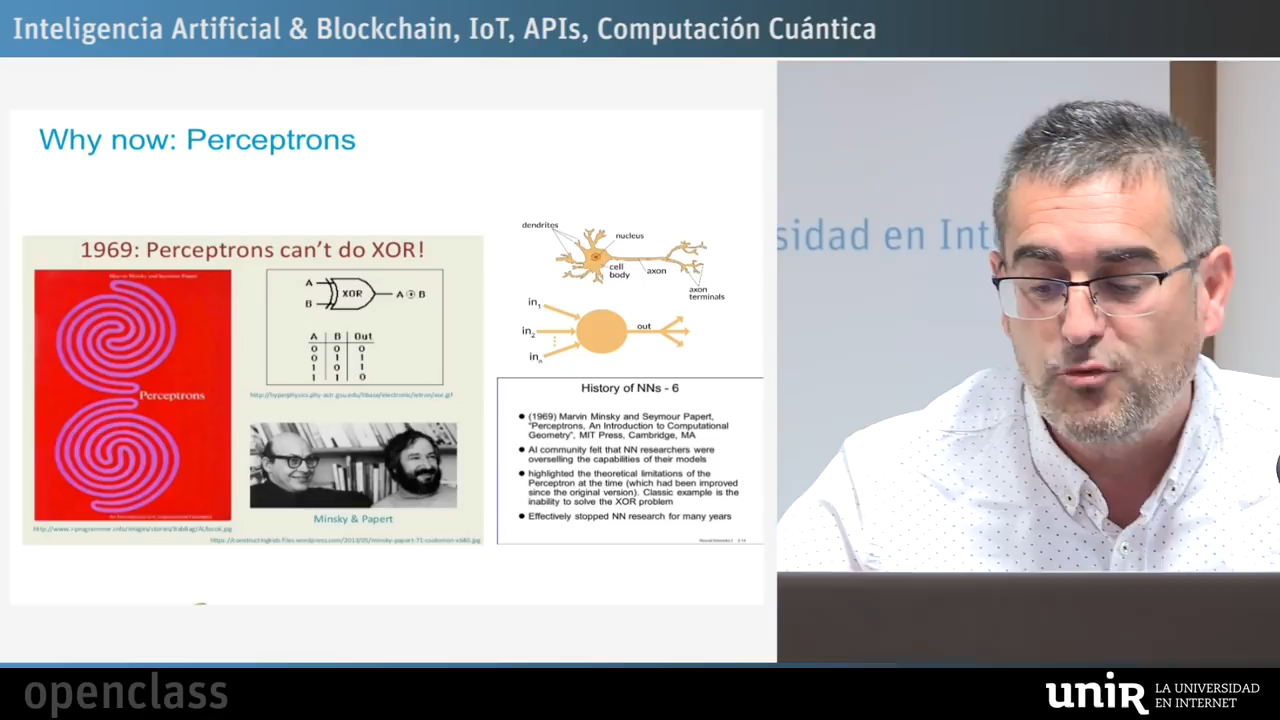 Inteligencia Artificial & Blockchain, IoT, APIs, Computación Cuántica
Why now: Perceptrons
1969: Perceptrons can't do XOR!
Marvin Minsky and Seymour Papert
Perceptrons
A
B
XOR
A ⊕ B
A B Out
0 0 0
0 1 1
1 0 1
1 1 0
Minsky & Papert
dendrites
nucleus
cell
body
axon
axon
terminals
in1
in2
inn
out
History of NNs - 6
(1969) Marvin Minsky and Seymour Papert,
"Perceptrons, An Introduction to Computational
Geometry", MIT Press, Cambridge, MA
AI community felt that NN researchers were
overselling the capabilities of their models
highlighted the theoretical limitations of the
Perceptron at the time (which had been improved
since the original version). Classic example is the
inability to solve the XOR problem
Effectively stopped NN research for many years
sidad en Int
openclass
unir
LA UNIVERSIDAD
EN INTERNET